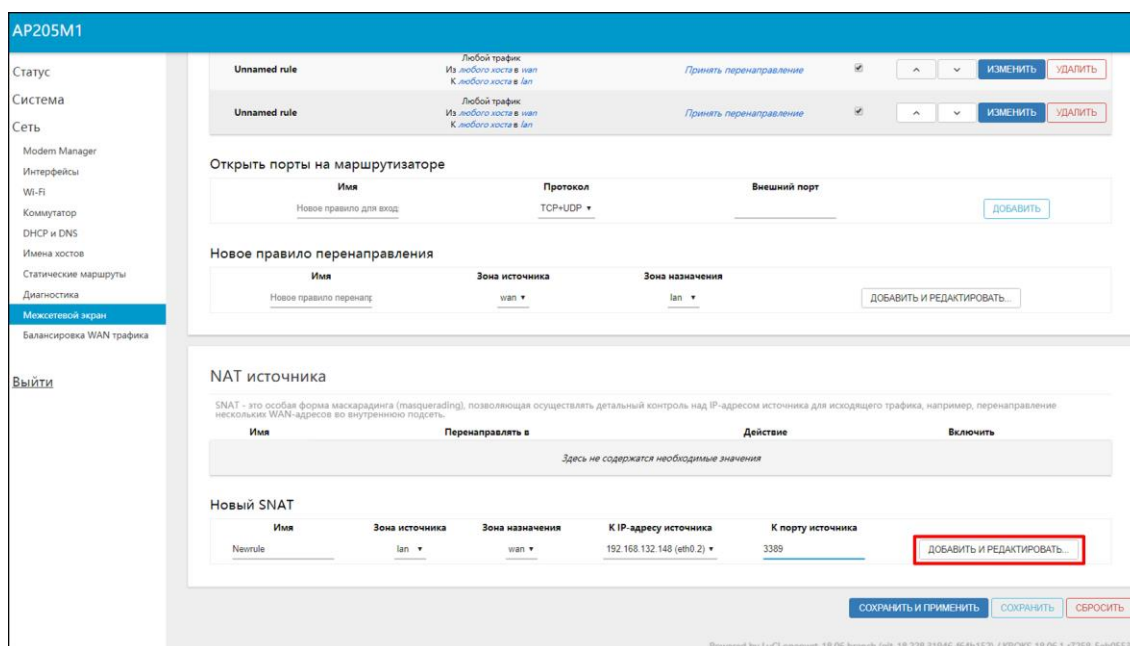 AP205M1
Статус
Система
Сеть
Modem Manager
Интерфейсы
Wi-Fi
Коммутатор
DHCP и DNS
Имена хостов
Статические маршруты
Диагностика
Межсетевой экран
Балансировка WAN трафика
Выйти
Любой трафик
Unnamed rule Из любого хоста в wan Принять перенаправление ИЗМЕНИТЬ УДАЛИТЬ
К любого хоста в lan
Любой трафик
Unnamed rule Из любого хоста в wan Принять перенаправление ИЗМЕНИТЬ УДАЛИТЬ
К любого хоста в lan
Открыть порты на маршрутизаторе
Имя Протокол Внешний порт
Новое правило для вход TCP+UDP ДОБАВИТЬ
Новое правило перенаправления
Имя Зона источника Зона назначения
Новое правило перенапр wan lan ДОБАВИТЬ И РЕДАКТИРОВАТЬ...
NAT источника
SNAT - это особая форма маскарадинга (masquerading), позволяющая осуществлять детальный контроль над IP-адресом источника для исходящего трафика, например, перенаправление
нескольких WAN-адресов во внутреннюю подсеть.
Имя Перенаправлять в Действие Включить
Здесь не содержатся необходимые значения
Новый SNAT
Имя Зона источника Зона назначения К IP-адресу источника К порту источника
Newrule lan wan 192.168.132.148 (eth0.2) 3389 ДОБАВИТЬ И РЕДАКТИРОВАТЬ...
СОХРАНИТЬ И ПРИМЕНИТЬ СОХРАНИТЬ СБРОСИТЬ
Powered by LuCI openwrt-18.06 branch